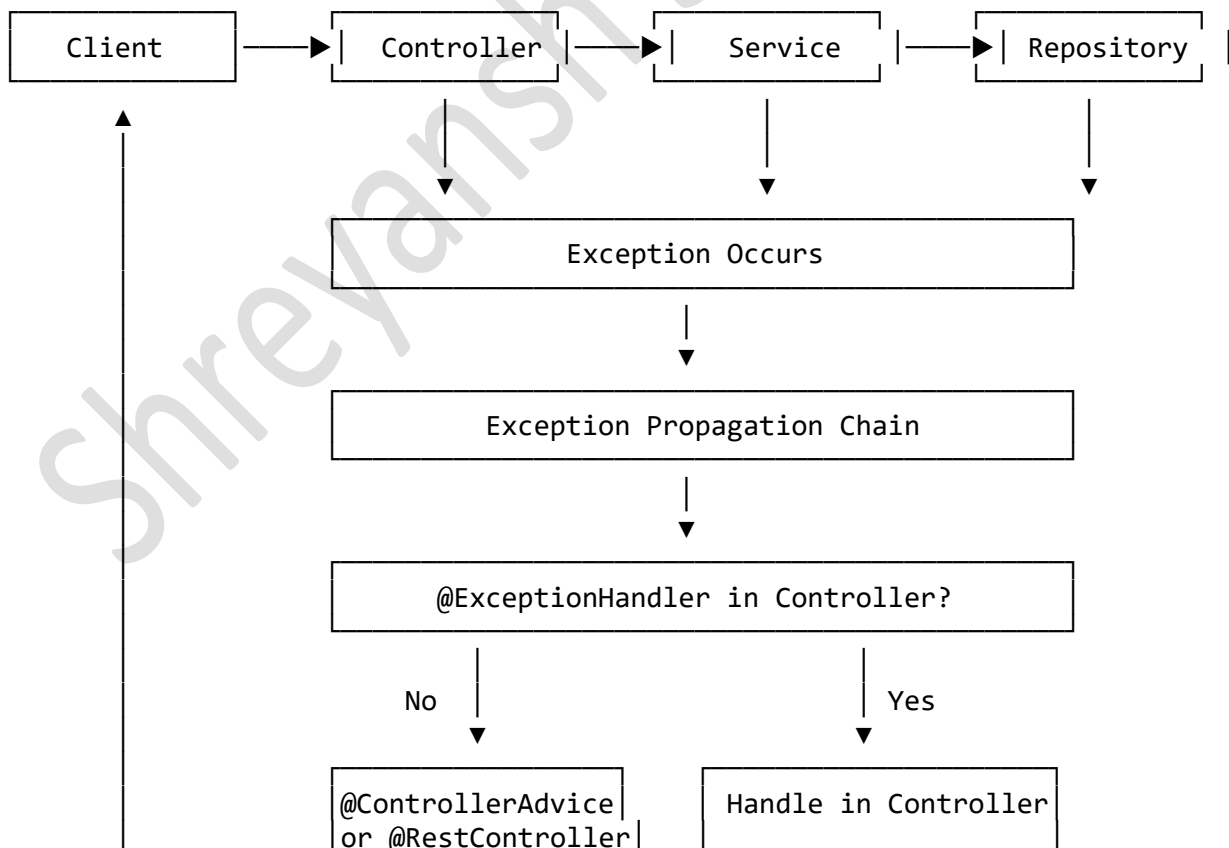 Client Controller Service Repository
Exception Occurs
Exception Propagation Chain
@ExceptionHandler in Controller?
No Yes
@ControllerAdvice Handle in Controller
or @RestController
Shreyansh